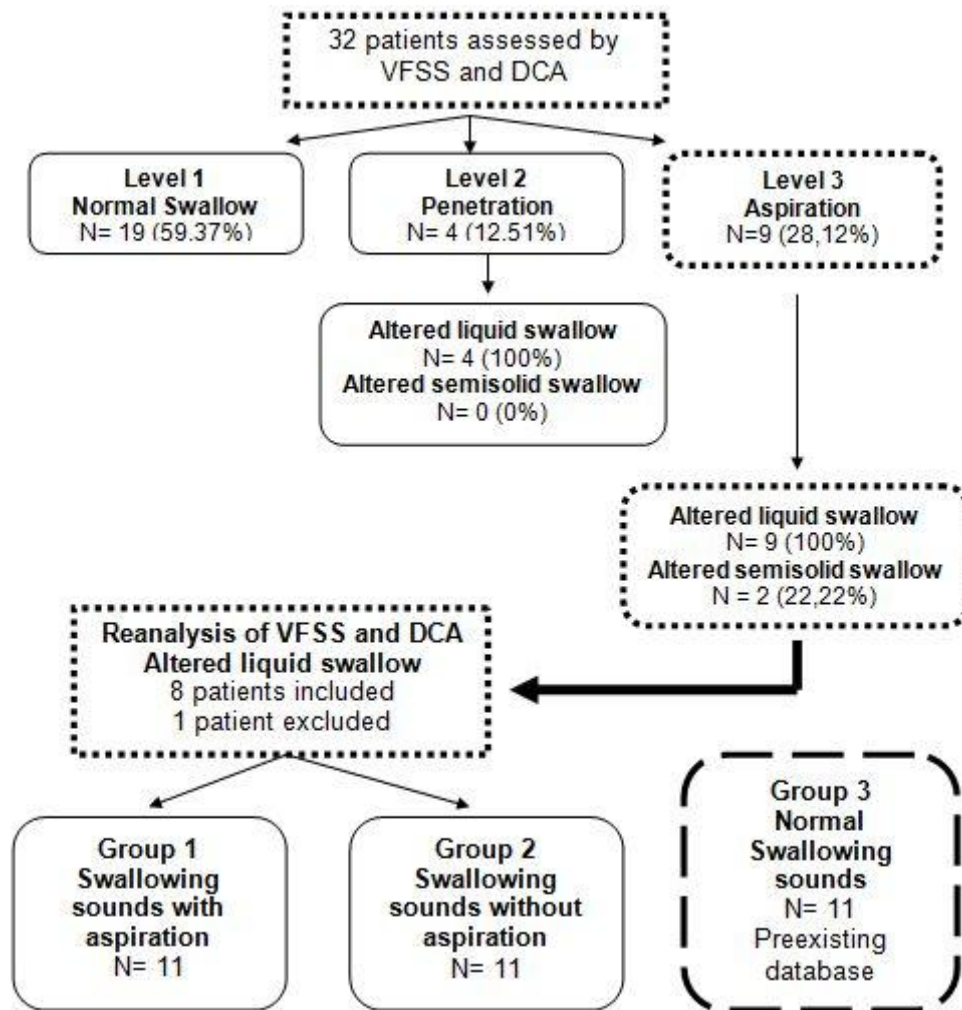 32 patients assessed by
VFSS and DCA
Level 1
Normal Swallow
N= 19 (59.37%)
Level 2
Penetration
N= 4 (12.51%)
Level 3
Aspiration
N=9 (28,12%)
Altered liquid swallow
N= 4 (100%)
Altered semisolid swallow
N= 0 (0%)
Altered liquid swallow
N= 9 (100%)
Altered semisolid swallow
N = 2 (22,22%)
Reanalysis of VFSS and DCA
Altered liquid swallow
8 patients included
1 patient excluded
Group 1
Swallowing
sounds with
aspiration
N= 11
Group 2
Swallowing
sounds without
aspiration
N= 11
Group 3
Normal
Swallowing
sounds
N= 11
Preexisting
database